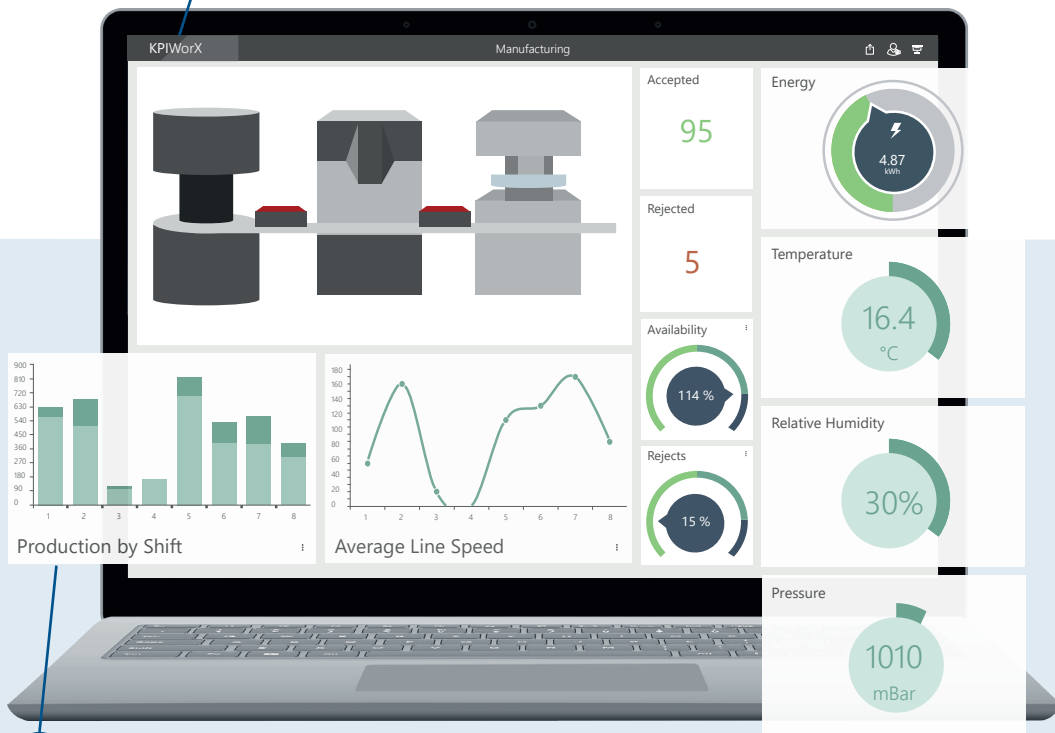 KPIWorX
Manufacturing
Accepted
95
Rejected
5
Energy
4.87
kWh
Temperature
16.4
°C
Availability
114 %
Rejects
15 %
Relative Humidity
30%
Pressure
1010
mBar
900
810
720
630
540
450
360
270
180
90
0
1 2 3 4 5 6 7 8
Production by Shift
180
160
140
120
100
80
60
40
20
0
1 2 3 4 5 6 7 8
Average Line Speed